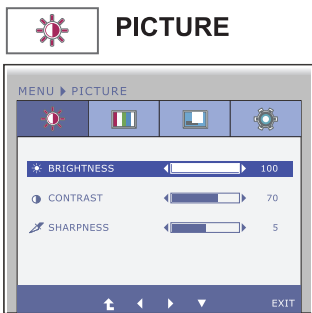 PICTURE
MENU PICTURE
BRIGHTNESS 100
CONTRAST 70
SHARPNESS 5
EXIT